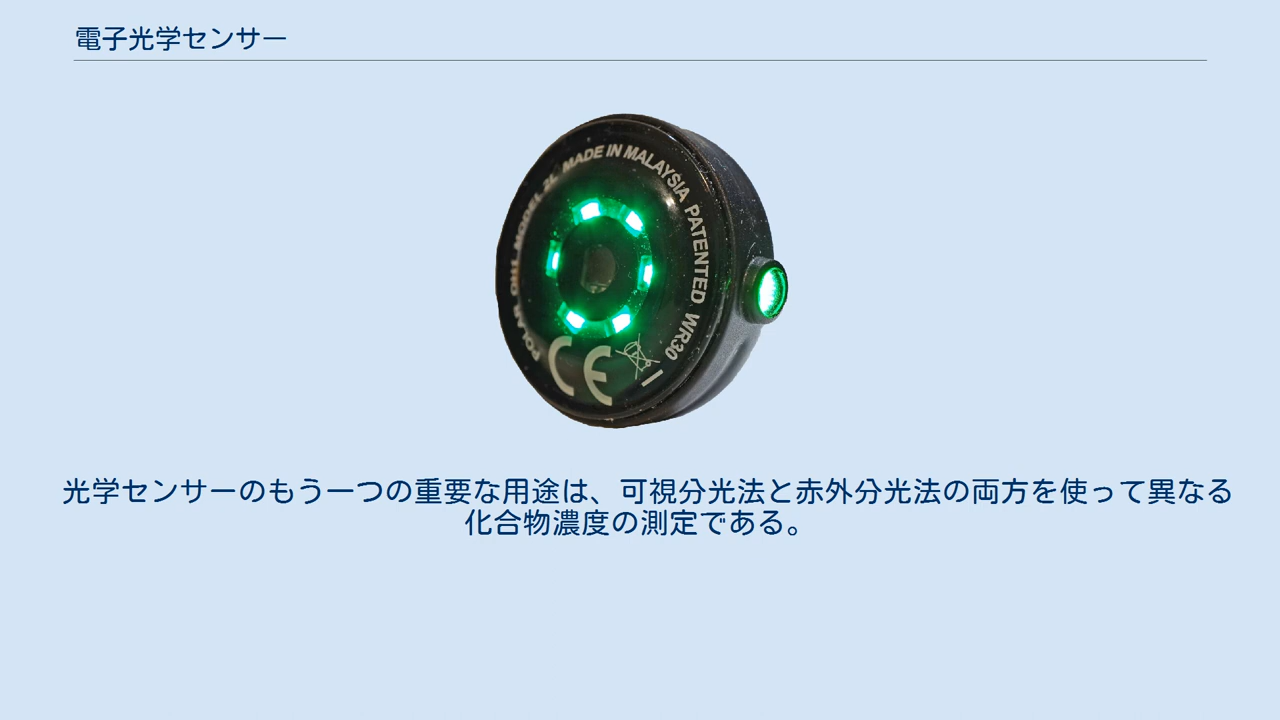 電子光学センサー
POLAR OH1 MODEL 2L MADE IN MALAYSIA PATENTED WR30
CE
光学センサーのもう一つの重要な用途は、可視分光法と赤外分光法の両方を使って異なる
化合物濃度の測定である。